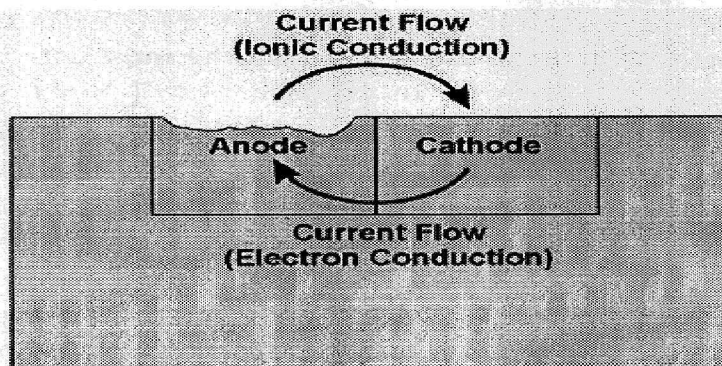 Current Flow
(Ionic Conduction)
Anode
Cathode
Current Flow
(Electron Conduction)